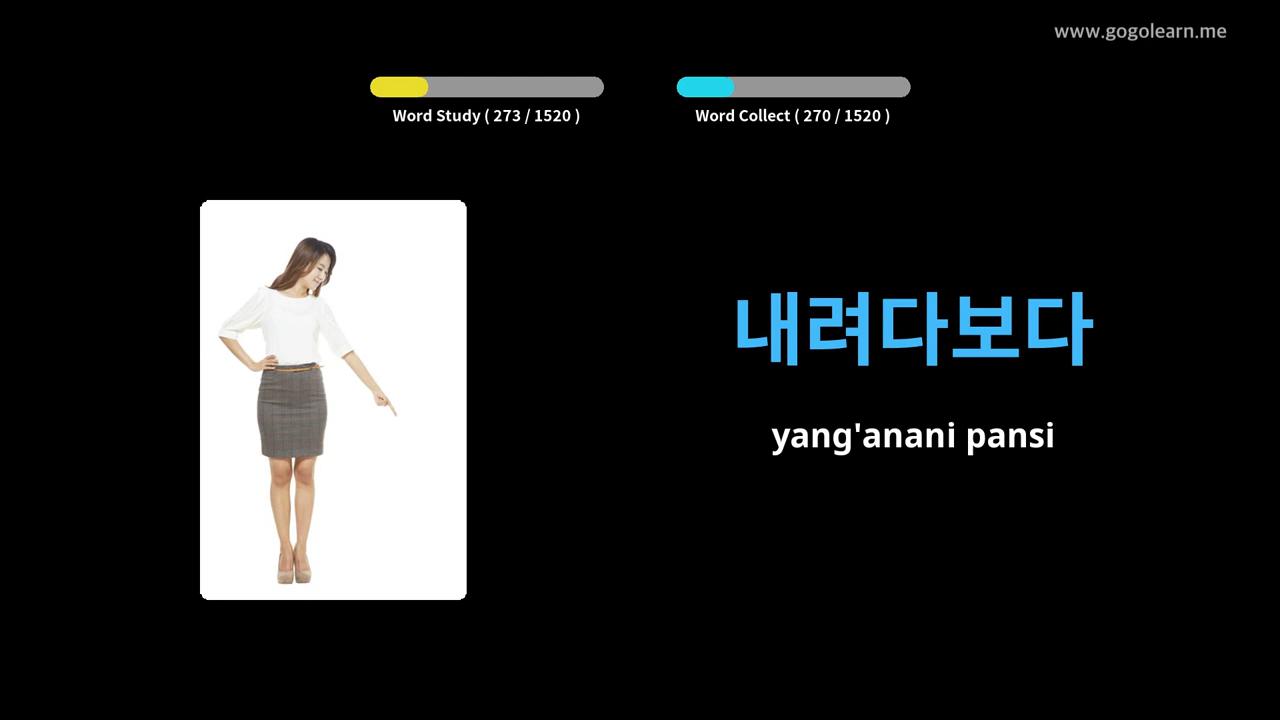 www.gogolearn.me
Word Study ( 273 / 1520 )
Word Collect ( 270 / 1520 )
내려다보다
yang'anani pansi